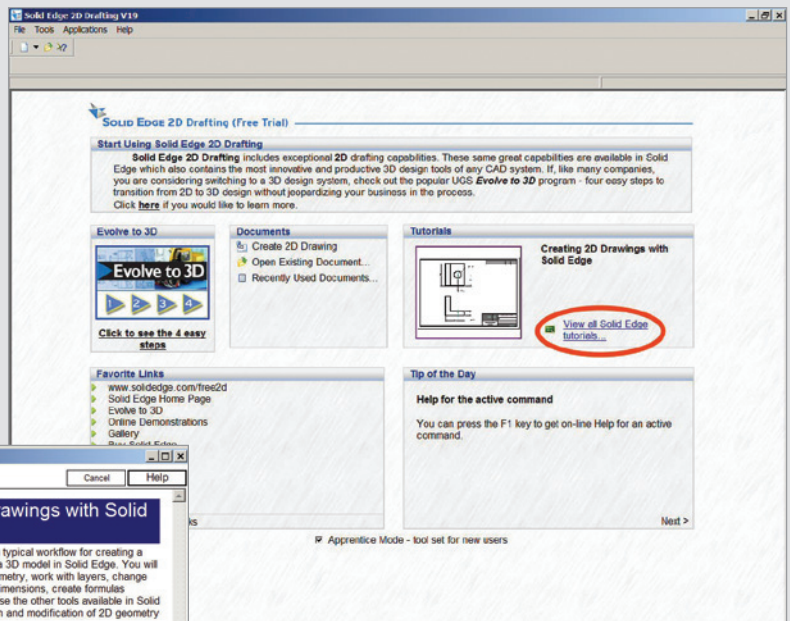 Solid Edge 2D Drafting V19
File Tools Applications Help
SOLID EDGE 2D Drafting (Free Trial)
Start Using Solid Edge 2D Drafting
Solid Edge 2D Drafting includes exceptional 2D drafting capabilities. These same great capabilities are available in Solid
Edge which also contains the most innovative and productive 3D design tools of any CAD system. If, like many companies,
you are considering switching to a 3D design system, check out the popular UGS Evolve to 3D program - four easy steps to
transition from 2D to 3D design without jeopardizing your business in the process.
Click here if you would like to learn more.
Evolve to 3D
Evolve to 3D
1 2 3 4
Click to see the 4 easy
steps
Documents
Create 2D Drawing
Open Existing Document...
Recently Used Documents...
Tutorials
Creating 2D Drawings with
Solid Edge
View all Solid Edge
tutorials...
Favorite Links
www.solidedge.com/free2d
Solid Edge Home Page
Evolve to 3D
Online Demonstrations
Gallery
Buy Solid Edge
ks
Tip of the Day
Help for the active command
You can press the F1 key to get on-line Help for an active
command.
Next >
Apprentice Mode - tool set for new users
Cancel Help
rawings with Solid
typical workflow for creating a
a 3D model in Solid Edge. You will
metry, work with layers, change
imensions, create formulas
se the other tools available in Solid
n and modification of 2D geometry